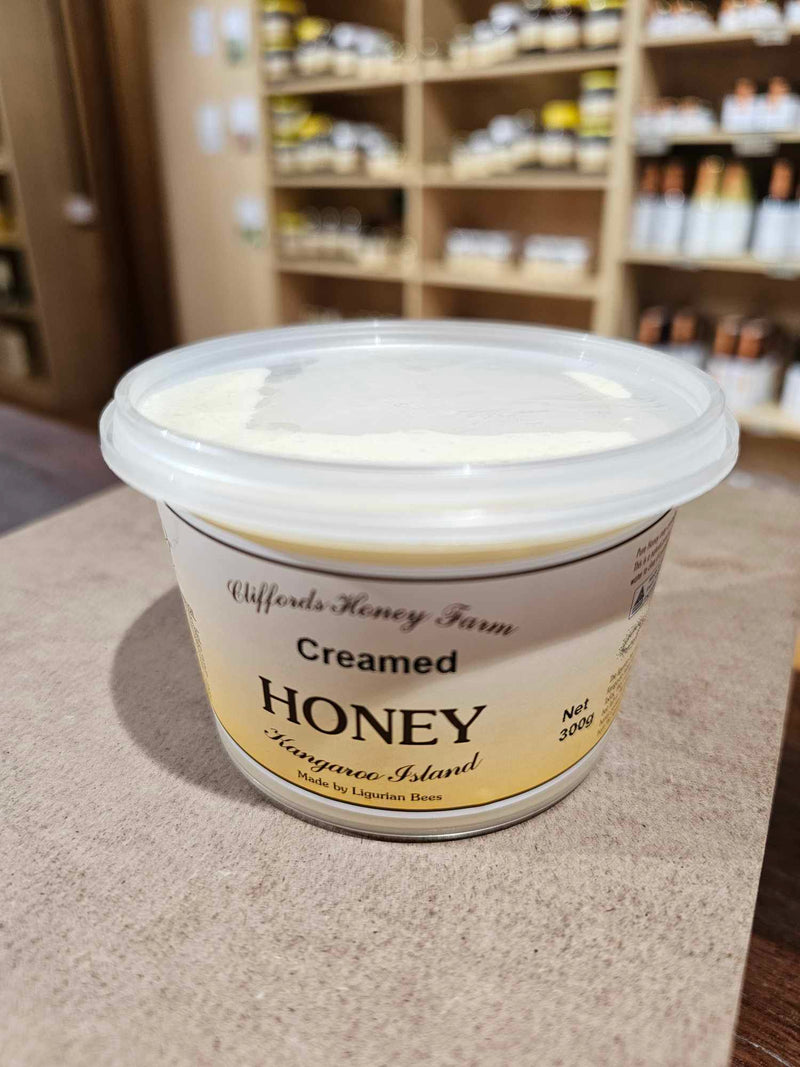 Cliffords Honey Farm
Creamed
HONEY
Kangaroo Island
Made by Ligurian Bees
Net
300g